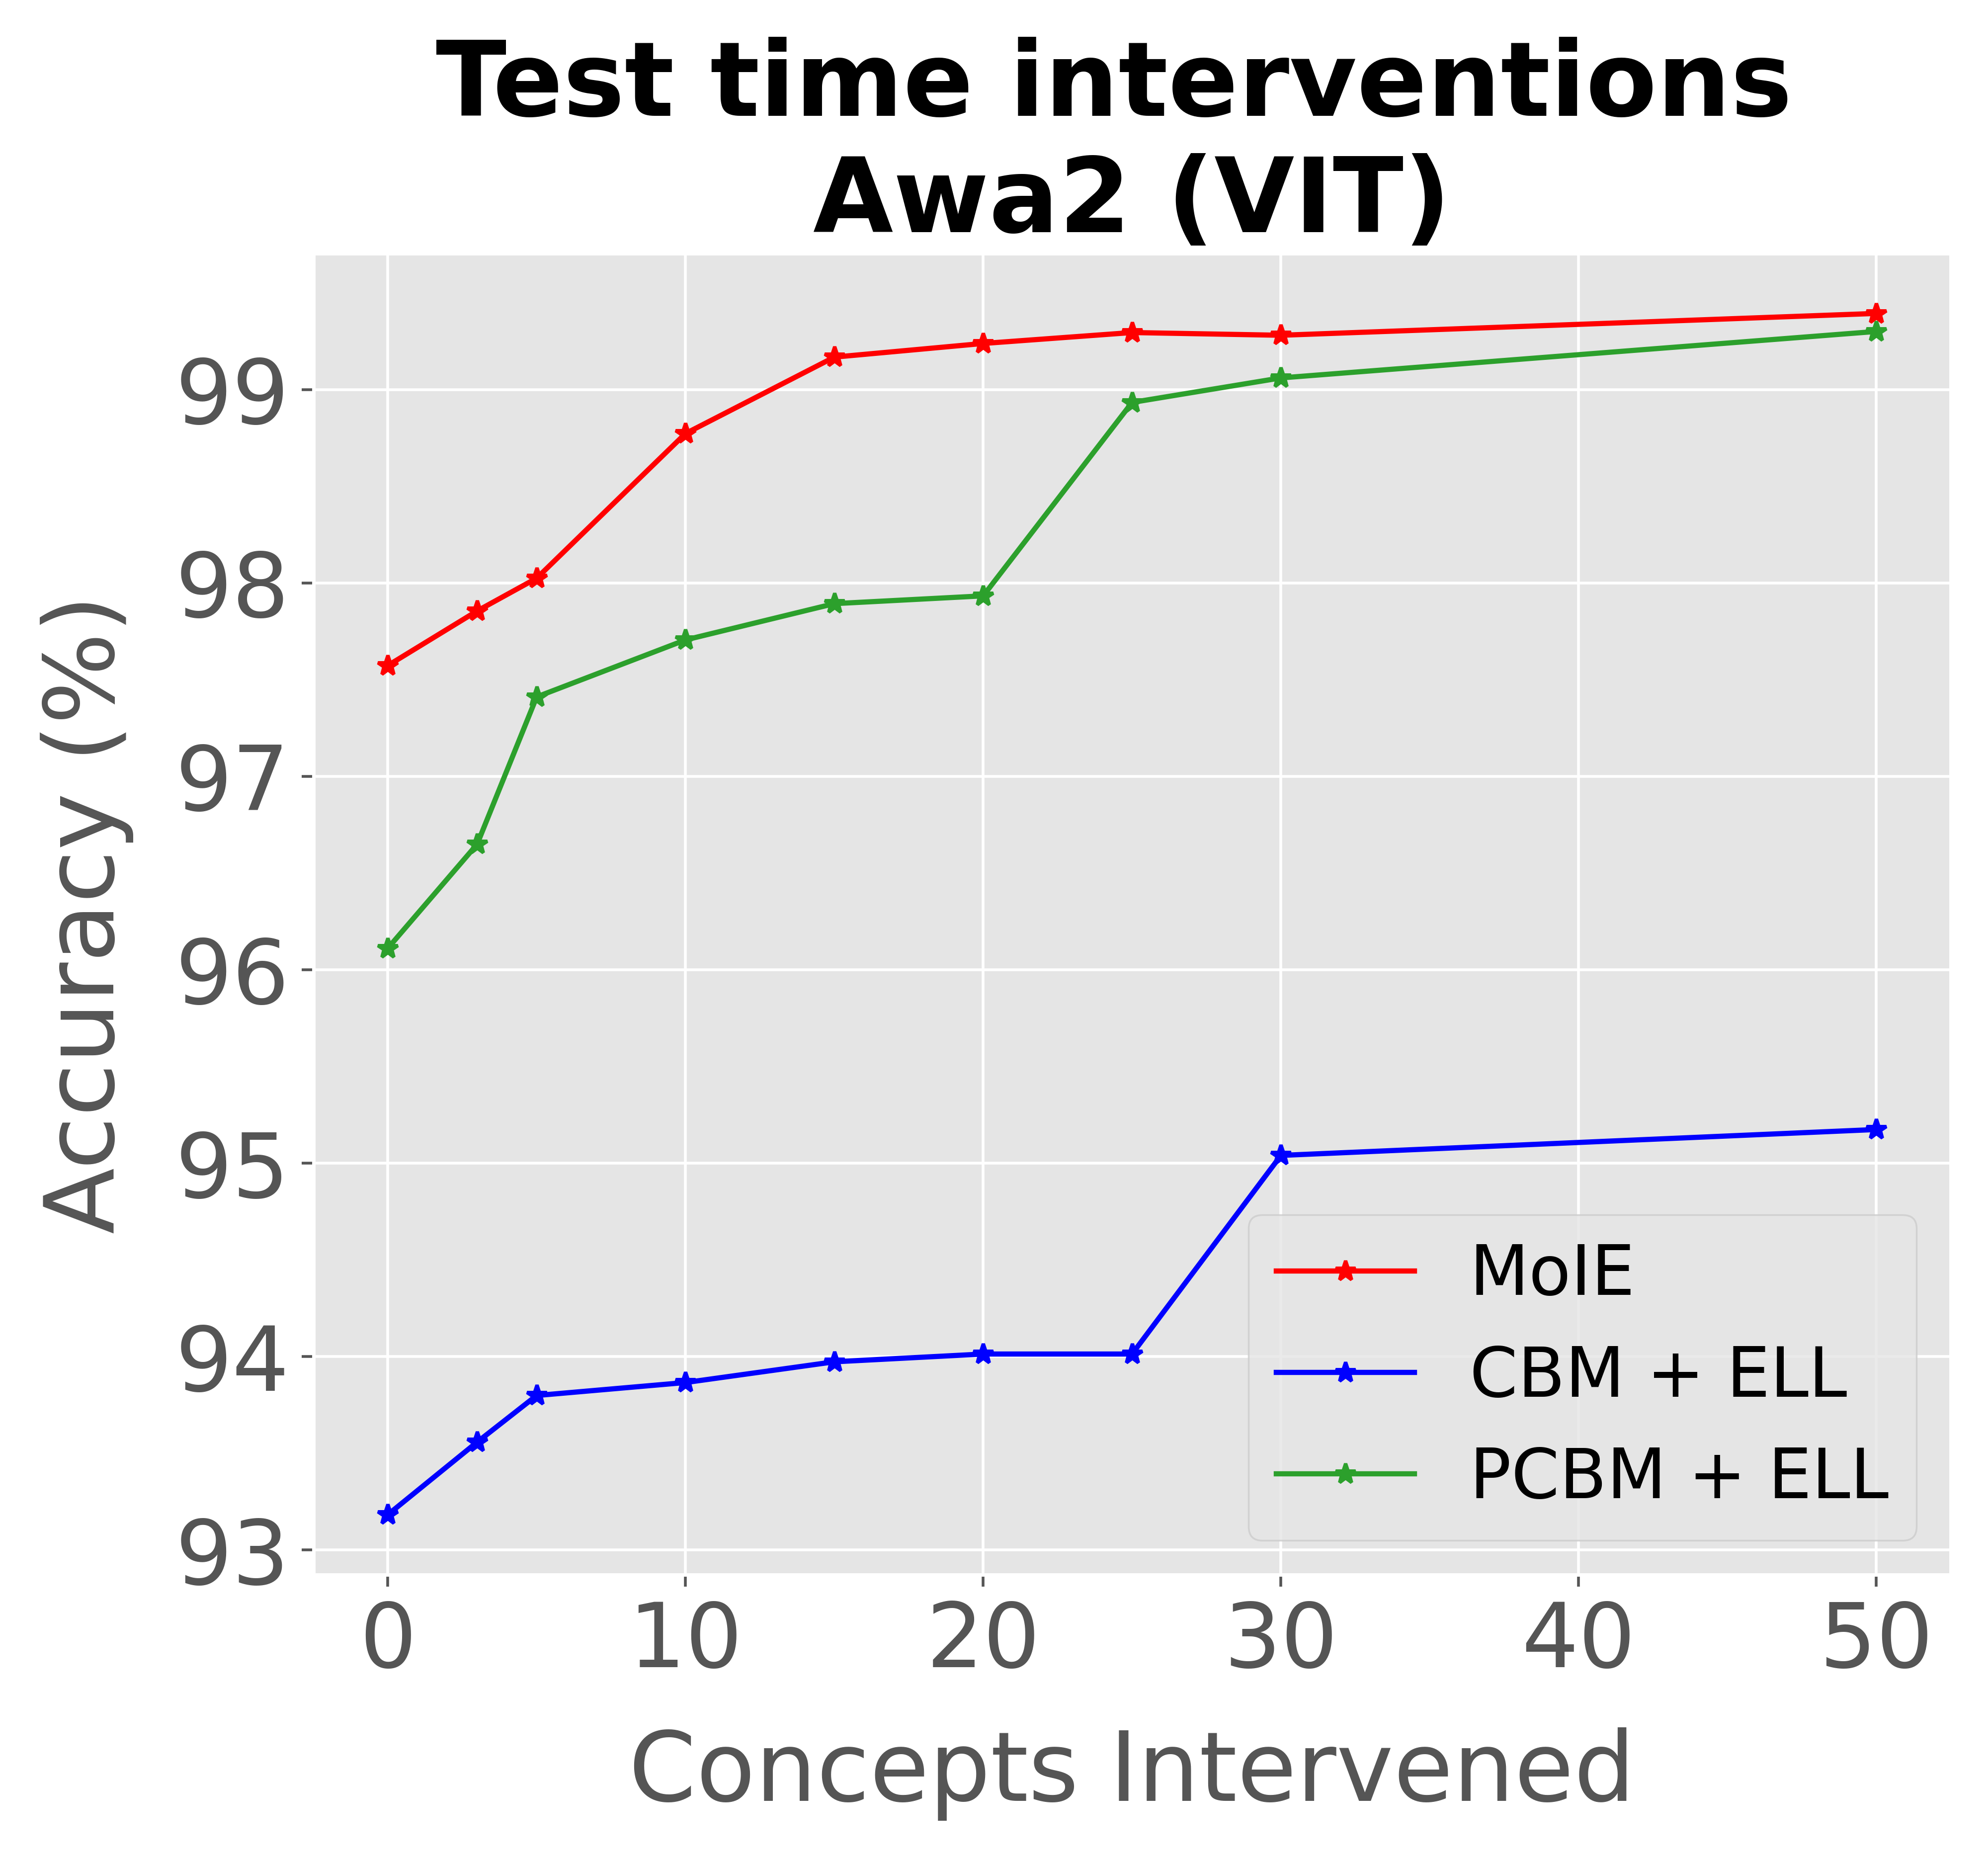 Test time interventions
Awa2 (VIT)
Accuracy (%)
99
98
97
96
95
94
93
MoIE
CBM + ELL
PCBM + ELL
0 10 20 30 40 50
Concepts Intervened